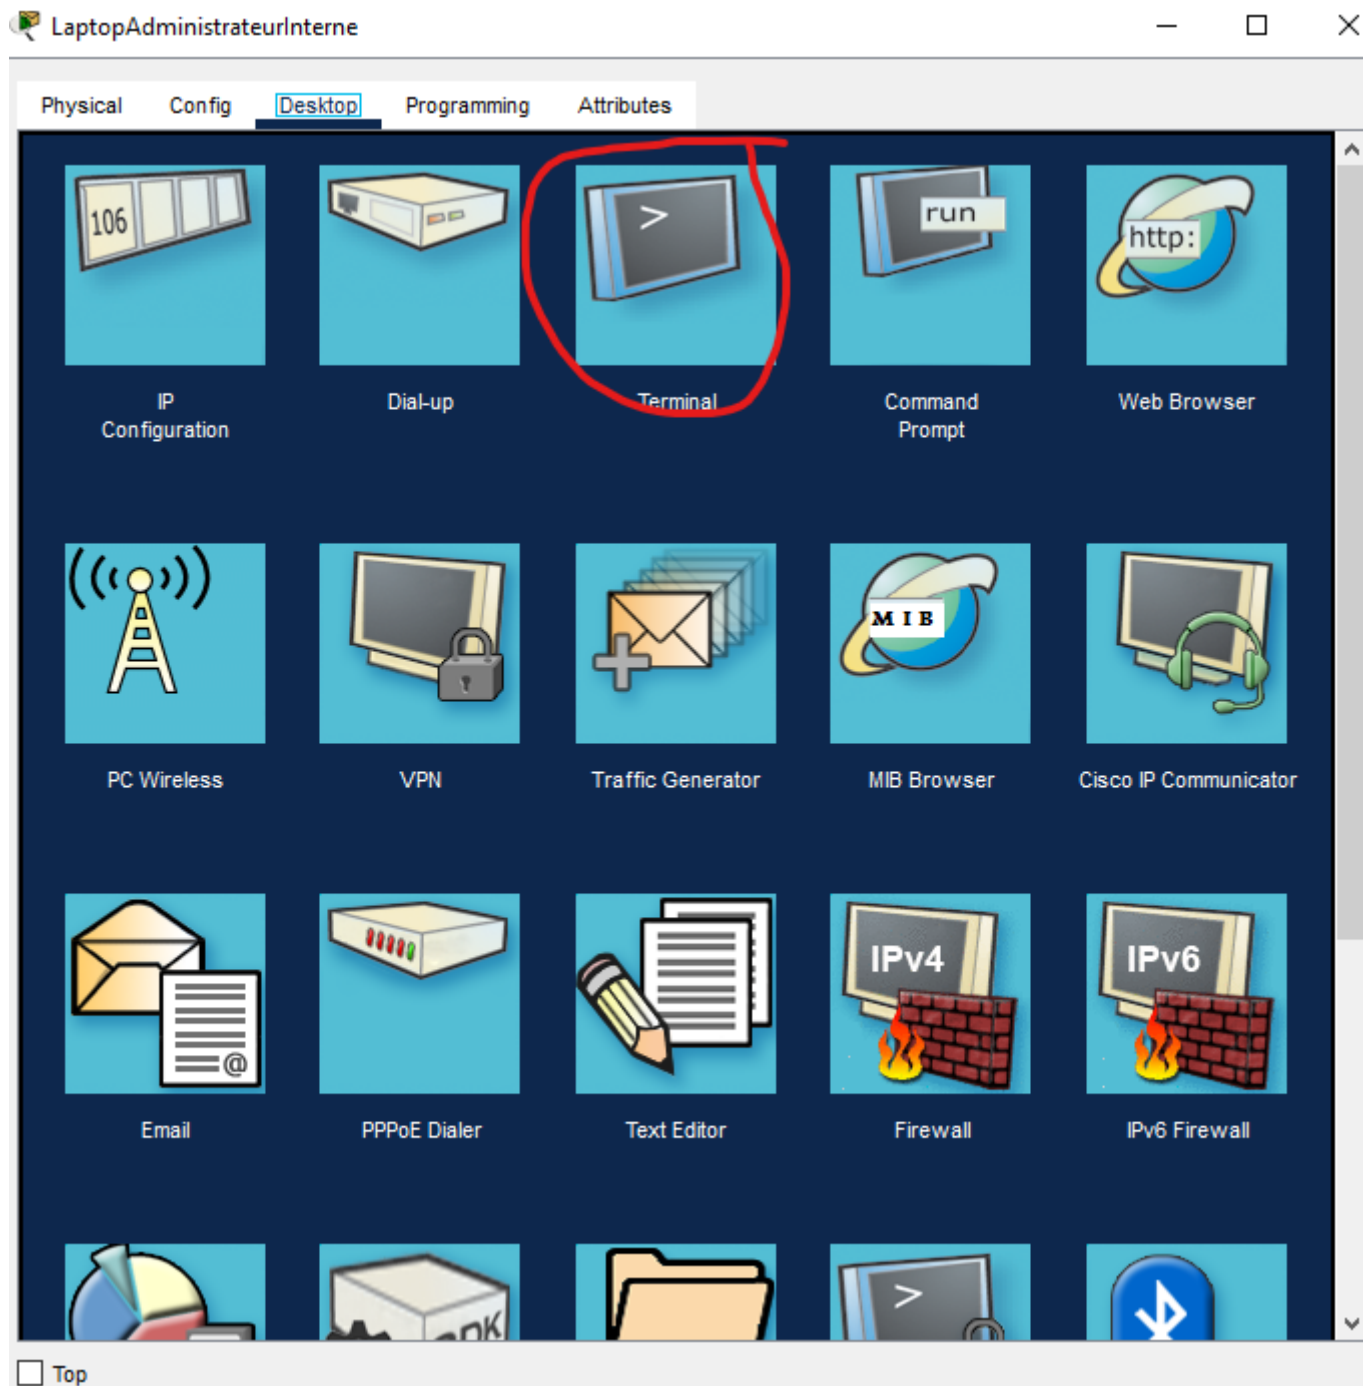 LaptopAdministrateurInterne
Physical Config Desktop Programming Attributes
106
>
run
http:
IP
Configuration
Dial-up
Terminal
Command
Prompt
Web Browser
MIB
PC Wireless
VPN
Traffic Generator
MIB Browser
Cisco IP Communicator
@
IPv4
IPv6
Email
PPPoE Dialer
Text Editor
Firewall
IPv6 Firewall
>
Top